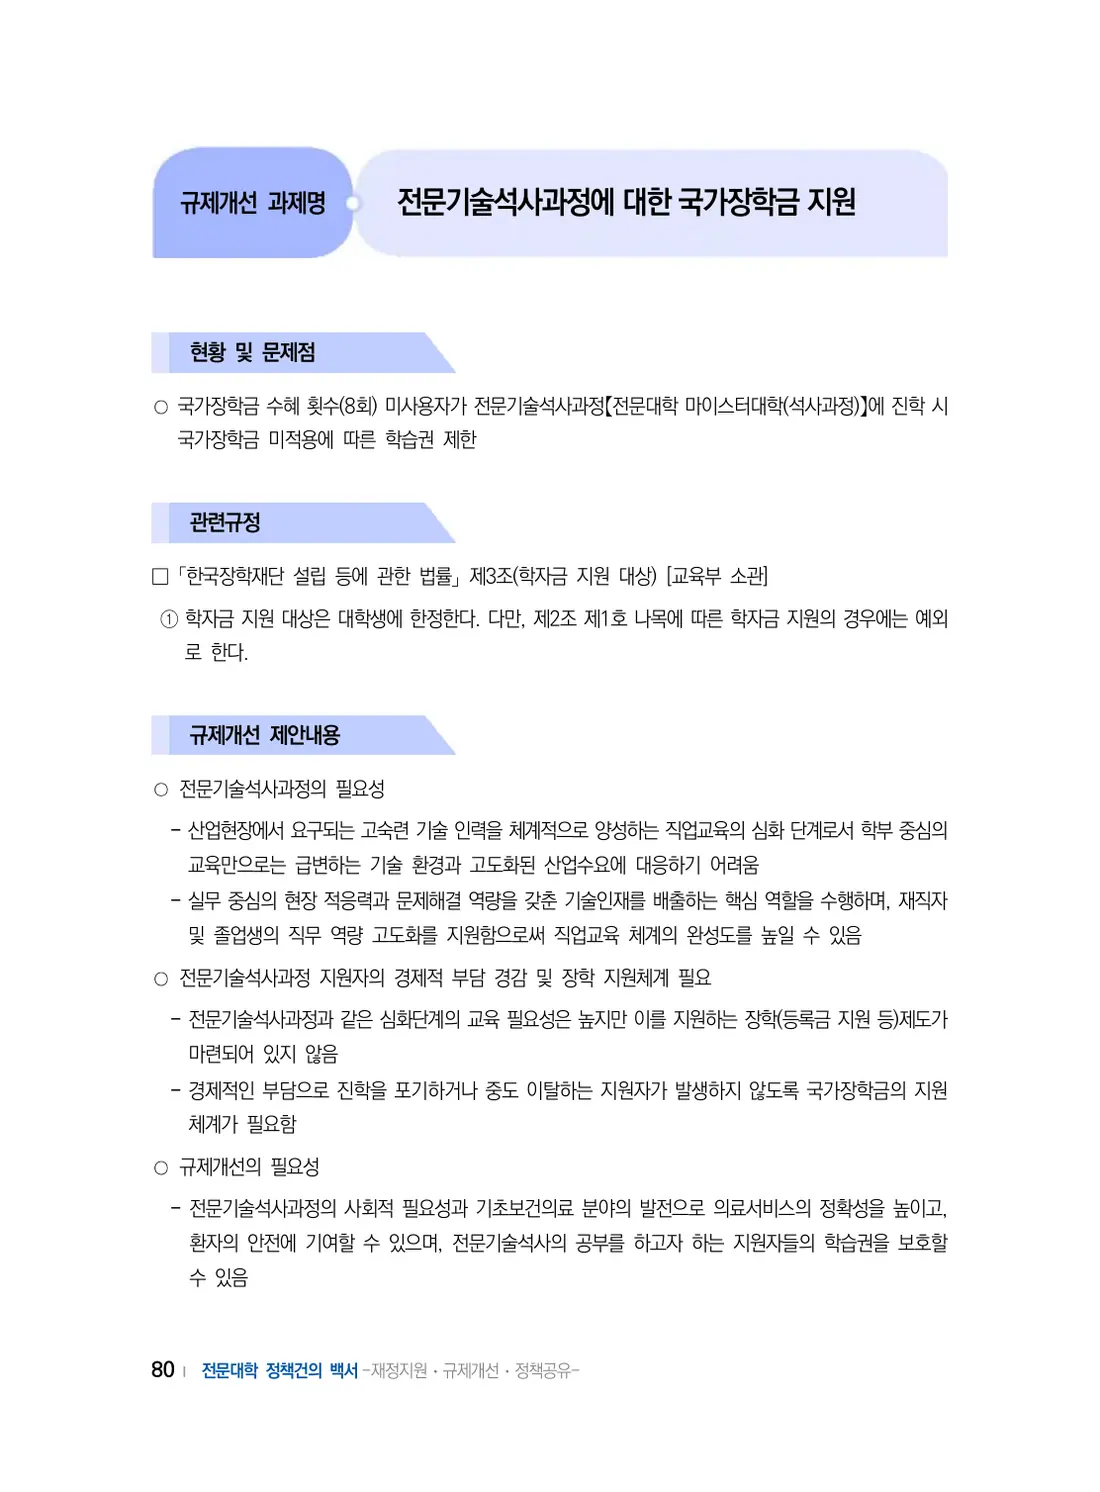 규제개선 과제명
전문기술석사과정에 대한 국가장학금 지원
현황 및 문제점
○ 국가장학금 수혜 횟수(8회) 미사용자가 전문기술석사과정【전문대학 마이스터대학(석사과정)】에 진학 시
국가장학금 미적용에 따른 학습권 제한
관련규정
□ 「한국장학재단 설립 등에 관한 법률」 제3조(학자금 지원 대상) [교육부 소관]
① 학자금 지원 대상은 대학생에 한정한다. 다만, 제2조 제1호 나목에 따른 학자금 지원의 경우에는 예외
로 한다.
규제개선 제안내용
○ 전문기술석사과정의 필요성
- 산업현장에서 요구되는 고숙련 기술 인력을 체계적으로 양성하는 직업교육의 심화 단계로서 학부 중심의
교육만으로는 급변하는 기술 환경과 고도화된 산업수요에 대응하기 어려움
- 실무 중심의 현장 적응력과 문제해결 역량을 갖춘 기술인재를 배출하는 핵심 역할을 수행하며, 재직자
및 졸업생의 직무 역량 고도화를 지원함으로써 직업교육 체계의 완성도를 높일 수 있음
○ 전문기술석사과정 지원자의 경제적 부담 경감 및 장학 지원체계 필요
- 전문기술석사과정과 같은 심화단계의 교육 필요성은 높지만 이를 지원하는 장학(등록금 지원 등)제도가
마련되어 있지 않음
- 경제적인 부담으로 진학을 포기하거나 중도 이탈하는 지원자가 발생하지 않도록 국가장학금의 지원
체계가 필요함
○ 규제개선의 필요성
- 전문기술석사과정의 사회적 필요성과 기초보건의료 분야의 발전으로 의료서비스의 정확성을 높이고,
환자의 안전에 기여할 수 있으며, 전문기술석사의 공부를 하고자 하는 지원자들의 학습권을 보호할
수 있음
80 | 전문대학 정책건의 백서 -재정지원·규제개선·정책공유-